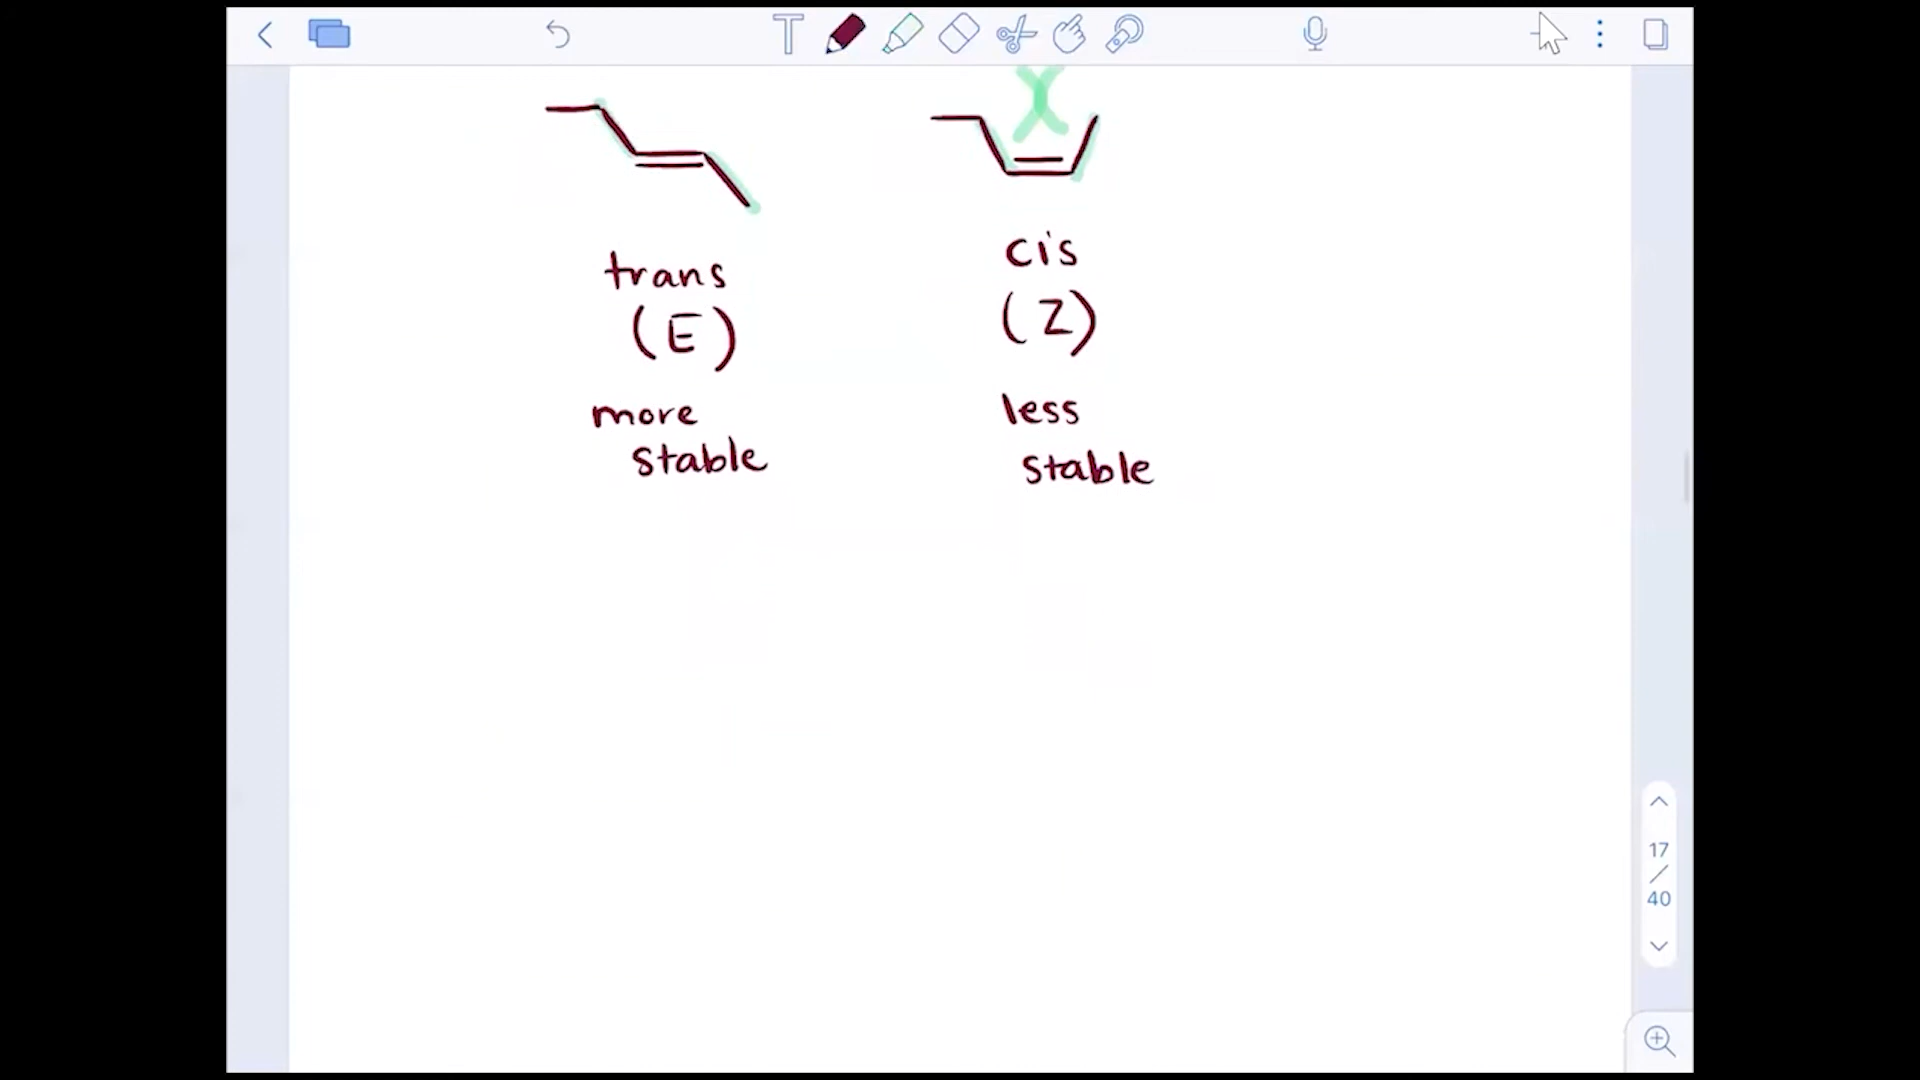 T
trans
(E)
more
stable
cis
(Z)
less
stable
17
/
40